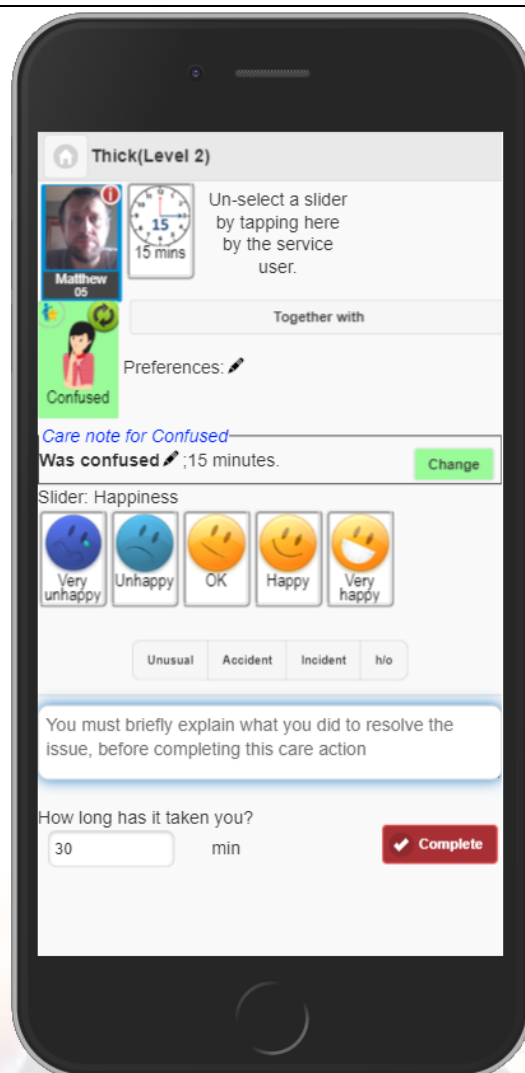 Thick(Level 2)
15
15 mins
Un-select a slider
by tapping here
by the service
user.
Matthew
05
Together with
Confused
Preferences:
Care note for Confused
Was confused ;15 minutes.
Change
Slider: Happiness
Very
unhappy
Unhappy
OK
Happy
Very
happy
Unusual
Accident
Incident
h/o
You must briefly explain what you did to resolve the
issue, before completing this care action
How long has it taken you?
30 min
Complete